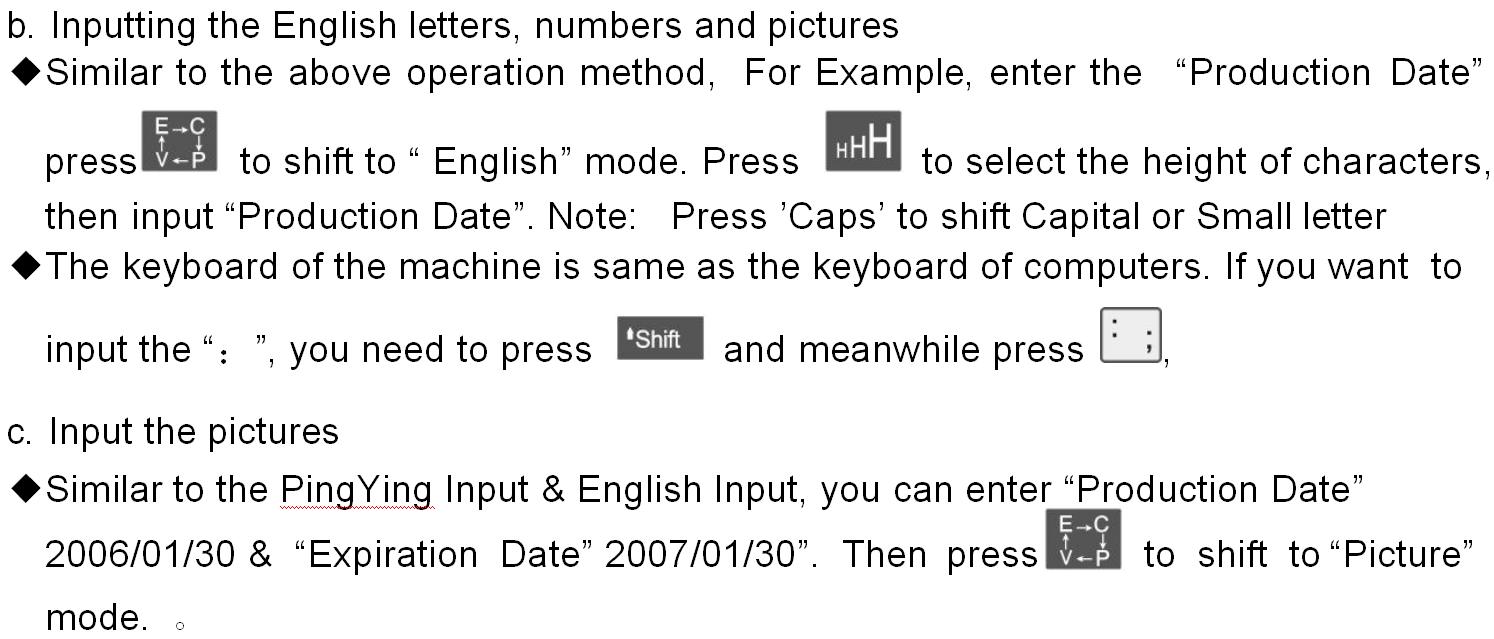 b. Inputting the English letters, numbers and pictures
◆Similar to the above operation method, For Example, enter the “Production Date”
press E→C ↑ ↓ V←P to shift to “ English” mode. Press HHH to select the height of characters,
then input “Production Date”. Note: Press ’Caps’ to shift Capital or Small letter
◆The keyboard of the machine is same as the keyboard of computers. If you want to
input the “：”, you need to press Shift and meanwhile press : ;,
c. Input the pictures
◆Similar to the PingYing Input & English Input, you can enter “Production Date”
2006/01/30 & “Expiration Date” 2007/01/30”. Then press E→C ↑ ↓ V←P to shift to “Picture”
mode. 。